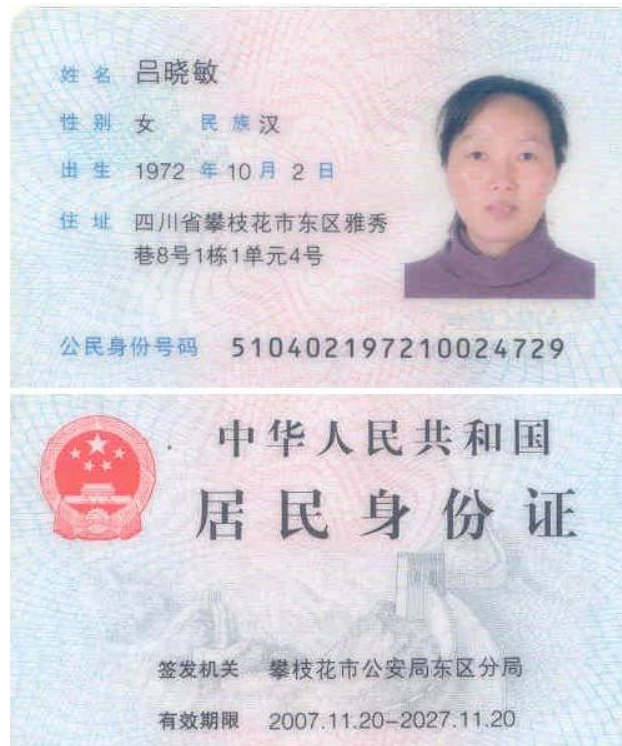 姓名 吕晓敏
性别 女 民族 汉
出生 1972 年 10 月 2 日
住址 四川省攀枝花市东区雅秀
巷8号1栋1单元4号
公民身份号码 510402197210024729
中华人民共和国
居民身份证
签发机关 攀枝花市公安局东区分局
有效期限 2007.11.20-2027.11.20